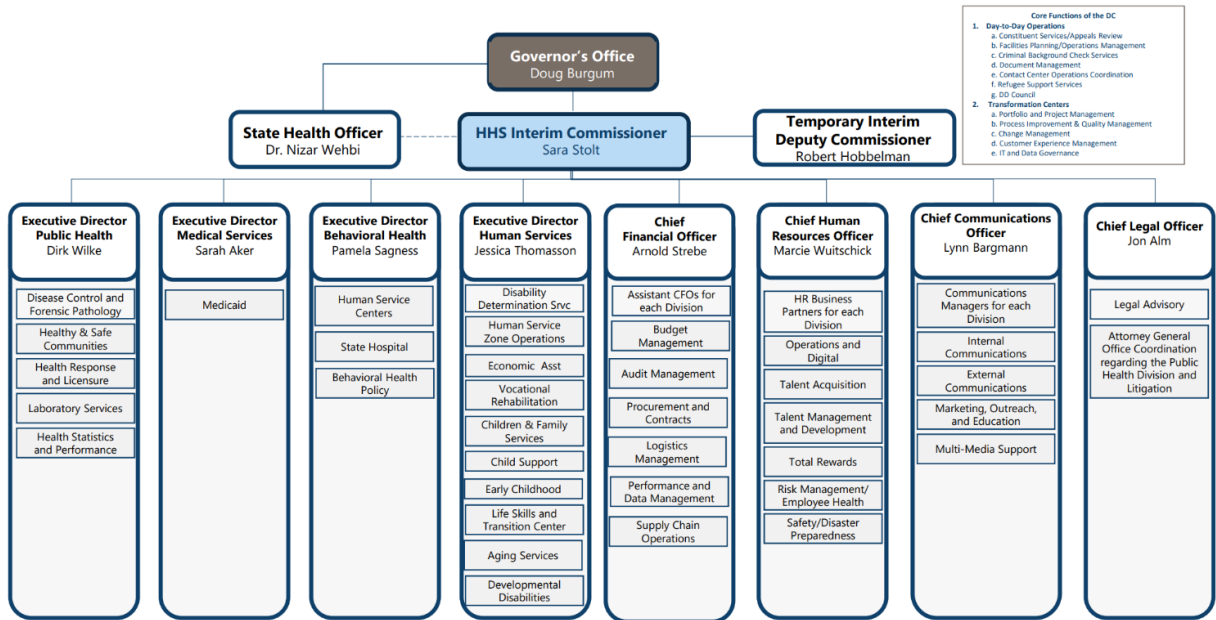 Core Functions of the DC
1. Day-to-Day Operations
a. Constituent Services/Appeals Review
b. Facilities Planning/Operations Management
c. Criminal Background Check Services
d. Document Management
e. Contact Center Operations Coordination
f. Refugee Support Services
g. DD Council
2. Transformation Centers
a. Portfolio and Project Management
b. Process Improvement & Quality Management
c. Change Management
d. Customer Experience Management
e. IT and Data Governance
Governor's Office
Doug Burgum
State Health Officer
Dr. Nizar Wehbi
HHS Interim Commissioner
Sara Stolt
Temporary Interim
Deputy Commissioner
Robert Hobbelman
Executive Director
Public Health
Dirk Wilke
Disease Control and
Forensic Pathology
Healthy & Safe
Communities
Health Response
and Licensure
Laboratory Services
Health Statistics
and Performance
Executive Director
Medical Services
Sarah Aker
Medicaid
Executive Director
Behavioral Health
Pamela Sagness
Human Service
Centers
State Hospital
Behavioral Health
Policy
Executive Director
Human Services
Jessica Thomasson
Disability
Determination Srvc
Human Service
Zone Operations
Economic Asst
Vocational
Rehabilitation
Children & Family
Services
Child Support
Early Childhood
Life Skills and
Transition Center
Aging Services
Developmental
Disabilities
Chief
Financial Officer
Arnold Strebe
Assistant CFOs for
each Division
Budget
Management
Audit Management
Procurement and
Contracts
Logistics
Management
Performance and
Data Management
Supply Chain
Operations
Chief Human
Resources Officer
Marcie Wuitschick
HR Business
Partners for each
Division
Operations and
Digital
Talent Acquisition
Talent Management
and Development
Total Rewards
Risk Management/
Employee Health
Safety/Disaster
Preparedness
Chief Communications
Officer
Lynn Bargmann
Communications
Managers for each
Division
Internal
Communications
External
Communications
Marketing, Outreach,
and Education
Multi-Media Support
Chief Legal Officer
Jon Alm
Legal Advisory
Attorney General
Office Coordination
regarding the Public
Health Division and
Litigation